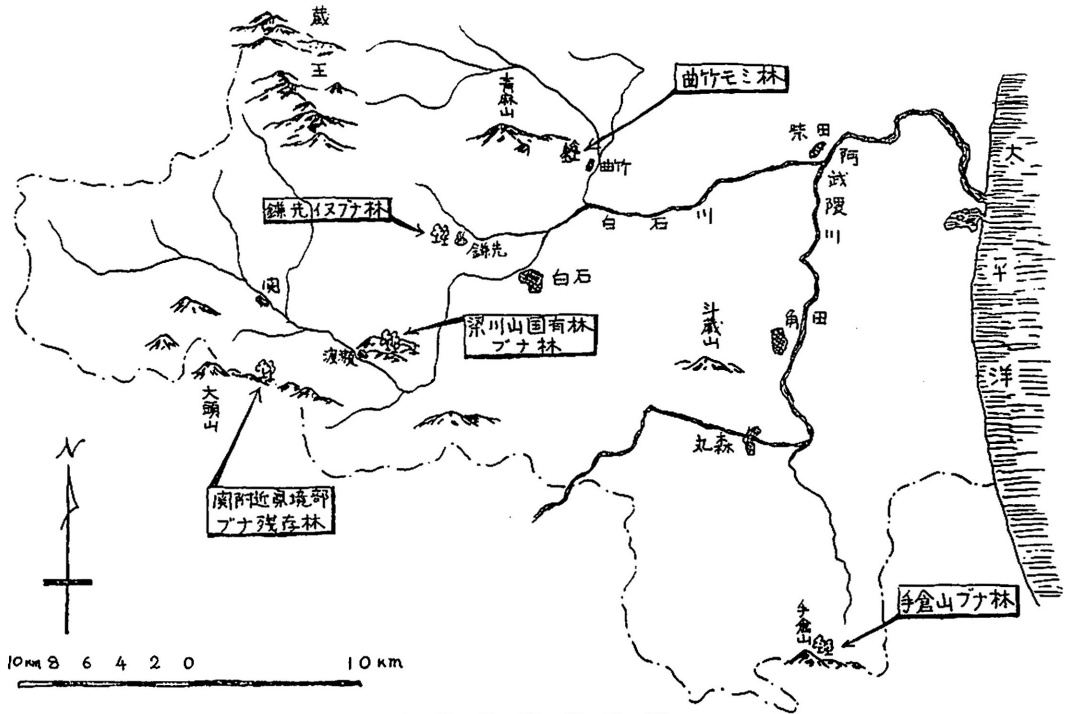 蔵王
青麻山
曲竹モミ林
曲竹
柴田
阿武隈川
太平洋
鎌先イヌブナ林
鎌先
白石川
白石
関
梁川山国有林
ブナ林
渡瀬
斗蔵山
角田
大頭山
丸森
関附近県境部
ブナ残存林
手倉山ブナ林
手倉山
N
10km 8 6 4 2 0 10km